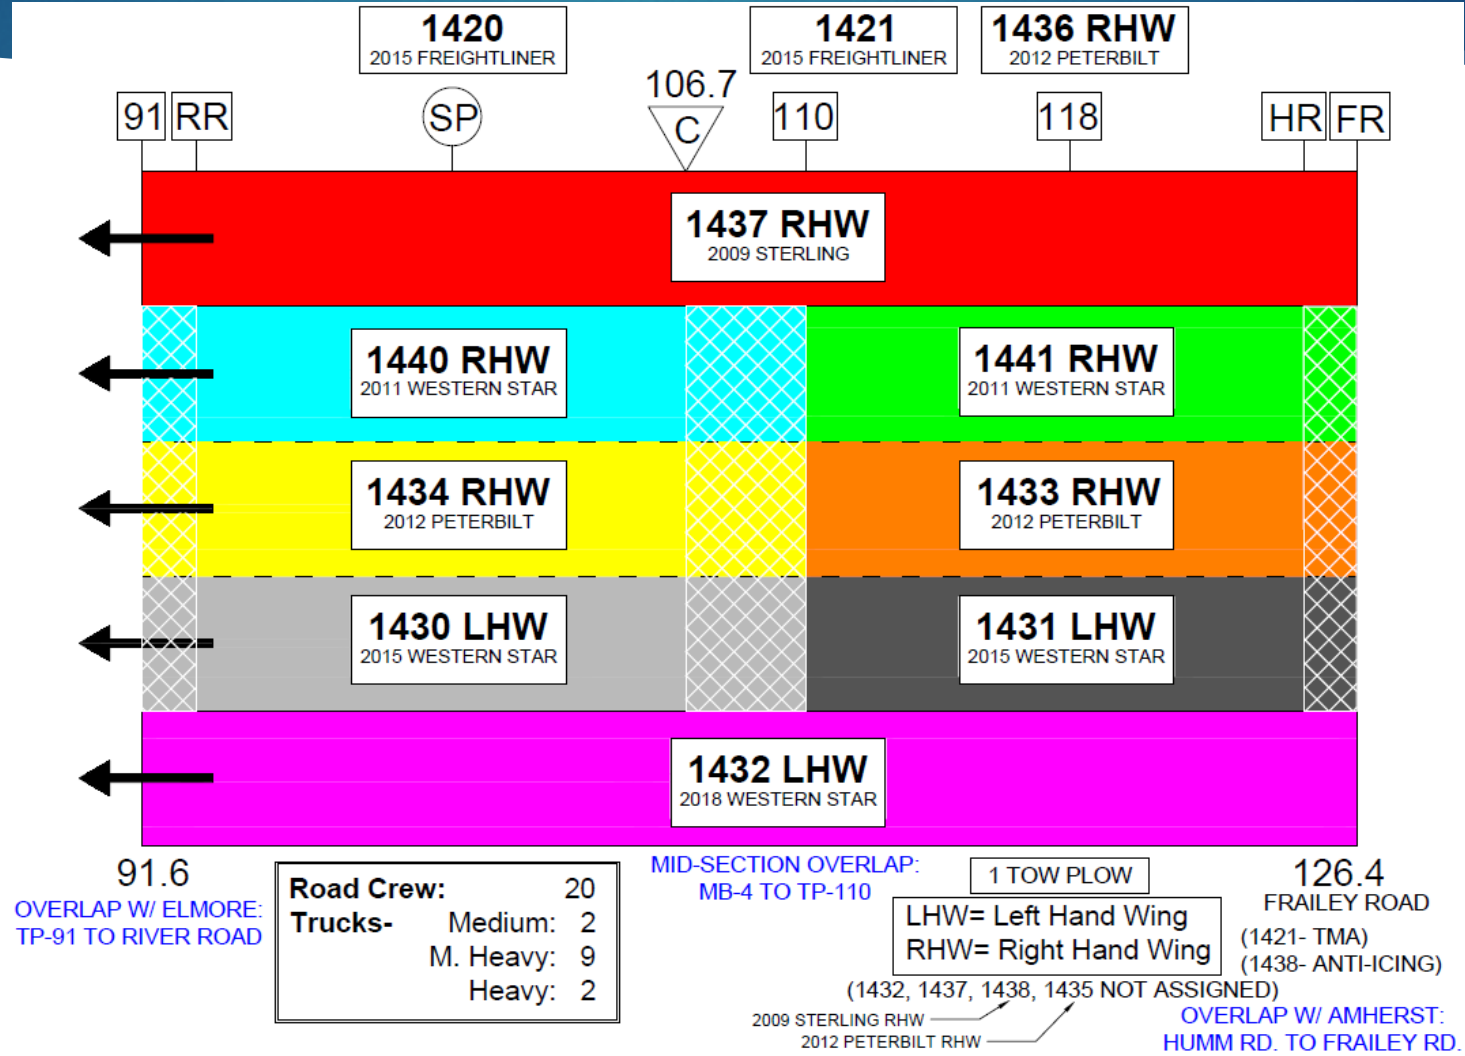 1420
2015 FREIGHTLINER
1421
2015 FREIGHTLINER
1436 RHW
2012 PETERBILT
106.7
91
RR
SP
C
110
118
HR
FR
1437 RHW
2009 STERLING
1440 RHW
2011 WESTERN STAR
1441 RHW
2011 WESTERN STAR
1434 RHW
2012 PETERBILT
1433 RHW
2012 PETERBILT
1430 LHW
2015 WESTERN STAR
1431 LHW
2015 WESTERN STAR
1432 LHW
2018 WESTERN STAR
91.6
OVERLAP W/ ELMORE:
TP-91 TO RIVER ROAD
Road Crew: 20
Trucks- Medium: 2
M. Heavy: 9
Heavy: 2
MID-SECTION OVERLAP:
MB-4 TO TP-110
1 TOW PLOW
LHW= Left Hand Wing
RHW= Right Hand Wing
126.4
FRAILEY ROAD
(1421- TMA)
(1438- ANTI-ICING)
(1432, 1437, 1438, 1435 NOT ASSIGNED)
2009 STERLING RHW
2012 PETERBILT RHW
OVERLAP W/ AMHERST:
HUMM RD. TO FRAILEY RD.